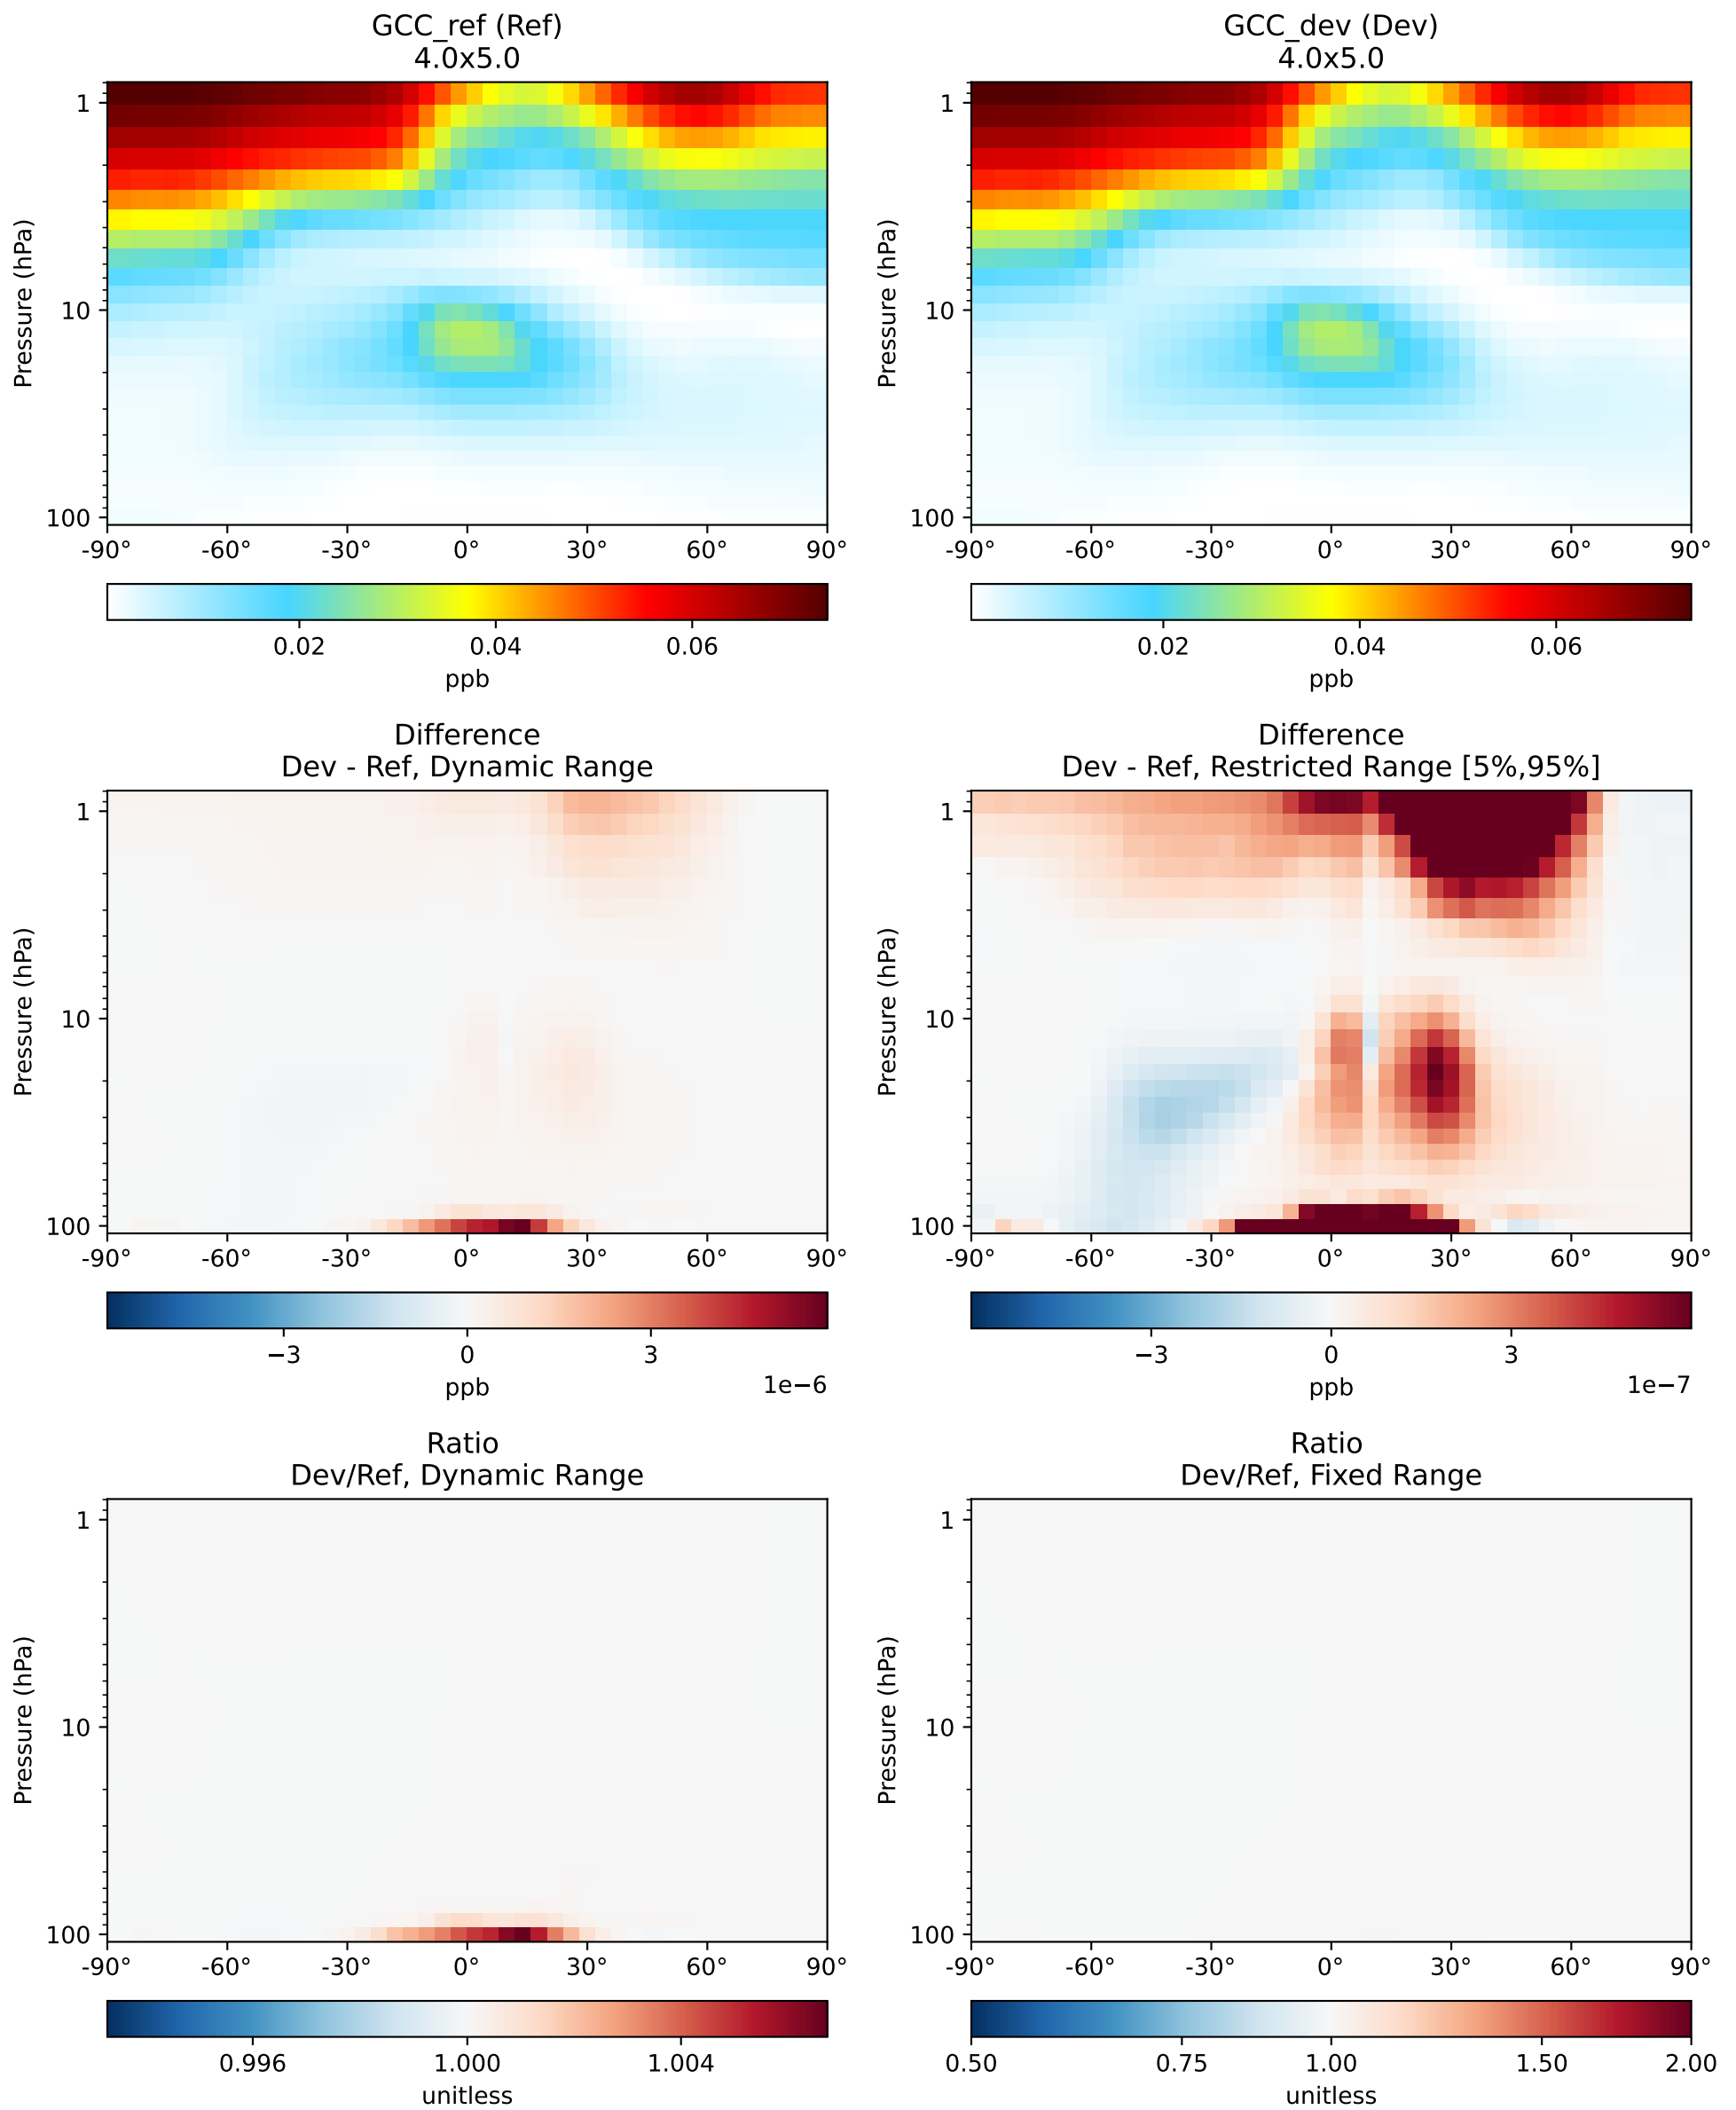 GCC_ref (Ref)
4.0x5.0
Pressure (hPa)
1
10
100
-90° -60° -30° 0° 30° 60° 90°
0.02 0.04 0.06
ppb
GCC_dev (Dev)
4.0x5.0
Pressure (hPa)
1
10
100
-90° -60° -30° 0° 30° 60° 90°
0.02 0.04 0.06
ppb
Difference
Dev - Ref, Dynamic Range
Pressure (hPa)
1
10
100
-90° -60° -30° 0° 30° 60° 90°
−3 0 3
ppb
1e−6
Difference
Dev - Ref, Restricted Range [5%,95%]
Pressure (hPa)
1
10
100
-90° -60° -30° 0° 30° 60° 90°
−3 0 3
ppb
1e−7
Ratio
Dev/Ref, Dynamic Range
Pressure (hPa)
1
10
100
-90° -60° -30° 0° 30° 60° 90°
0.996 1.000 1.004
unitless
Ratio
Dev/Ref, Fixed Range
Pressure (hPa)
1
10
100
-90° -60° -30° 0° 30° 60° 90°
0.50 0.75 1.00 1.50 2.00
unitless